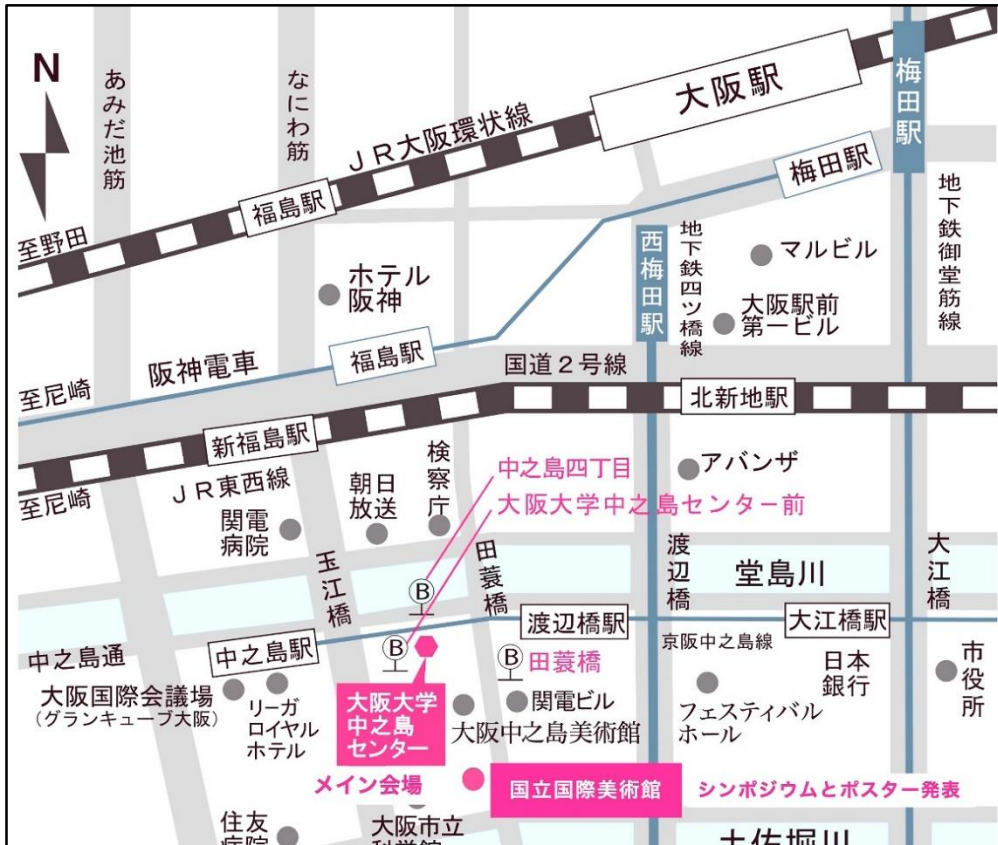 N
あみだ池筋
なにわ筋
JR大阪環状線
大阪駅
梅田駅
福島駅
梅田駅
至野田
西梅田駅
地下鉄四ツ橋線
マルビル
地下鉄御堂筋線
ホテル
阪神
大阪駅前
第一ビル
阪神電車
福島駅
国道2号線
至尼崎
北新地駅
新福島駅
至尼崎
JR東西線
検察庁
中之島四丁目
アバンザ
大阪大学中之島センター前
朝日
放送
関電
病院
玉江橋
田蓑橋
渡辺橋
堂島川
大江橋
B
中之島駅
渡辺橋駅
大江橋駅
中之島通
B
B
田蓑橋
京阪中之島線
日本
銀行
市役所
大阪国際会議場
(グランキューブ大阪)
リーガ
ロイヤル
ホテル
大阪大学
中之島
センター
関電ビル
大阪中之島美術館
フェスティバル
ホール
メイン会場
国立国際美術館
シンポジウムとポスター発表
住友
病院
大阪市立
科学館
土佐堀川